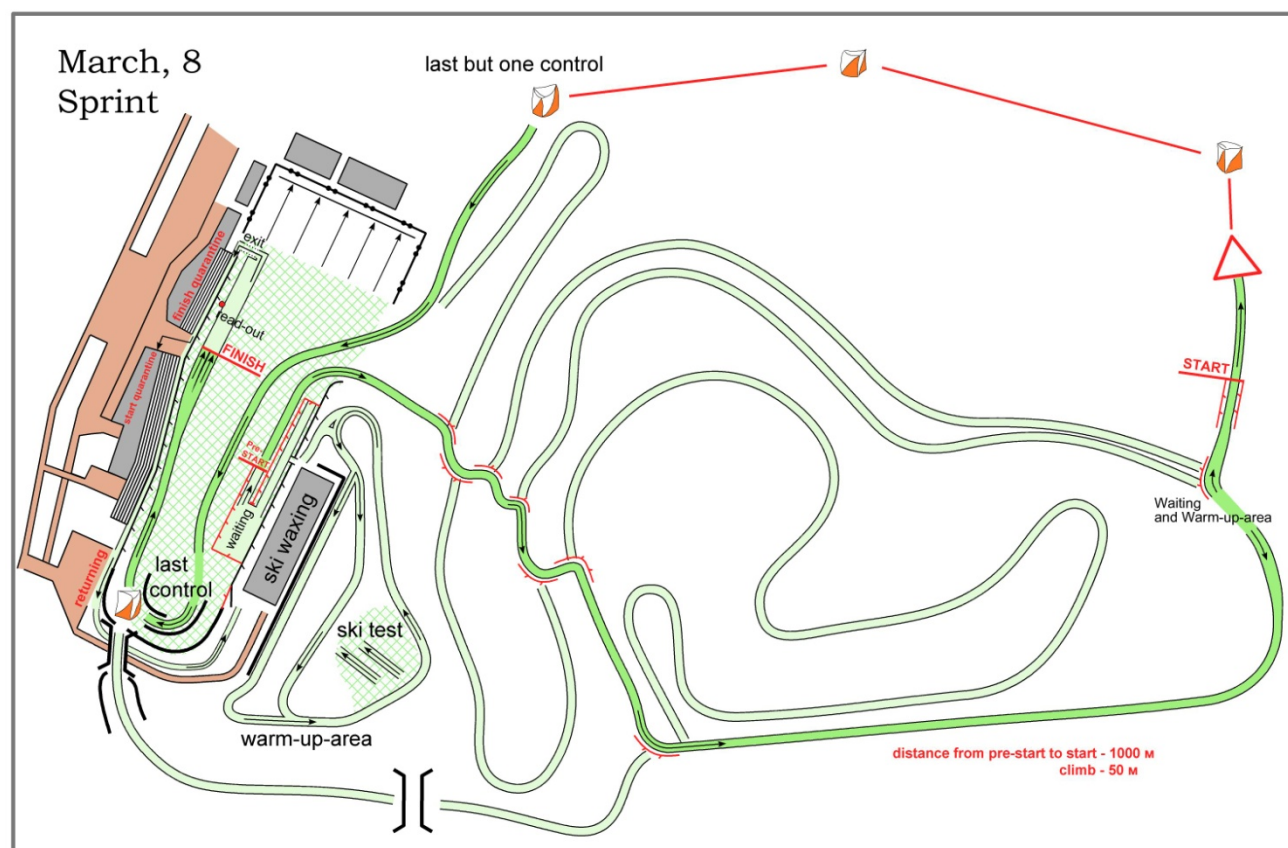 March, 8
Sprint
last but one control
exit
finish quarantine
read-out
FINISH
start quarantine
Pre-
START
START
waiting
ski waxing
Waiting
and Warm-up-area
last
control
returning
ski test
warm-up-area
distance from pre-start to start - 1000 м
climb - 50 м